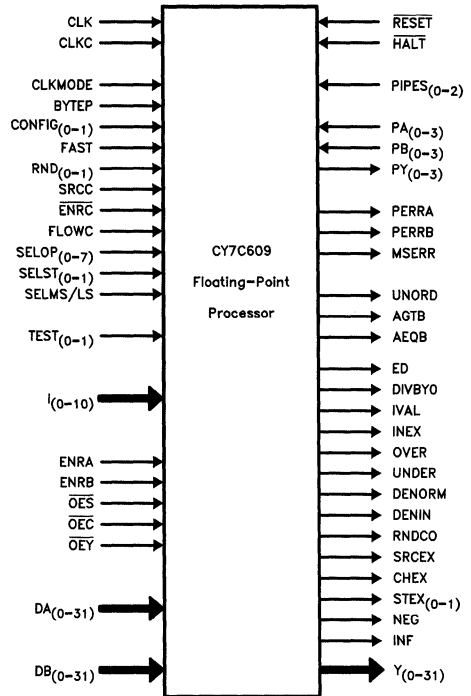 CLK
CLKC
CLKMODE
BYTEP
CONFIG(0-1)
FAST
RND(0-1)
SRCC
ENRC
FLOWC
SELOP(0-7)
SELST(0-1)
SELMS/LS
TEST(0-1)
I(0-10)
ENRA
ENRB
OES
OEC
OEY
DA(0-31)
DB(0-31)
CY7C609
Floating-Point
Processor
RESET
HALT
PIPES(0-2)
PA(0-3)
PB(0-3)
PY(0-3)
PERRA
PERRB
MSERR
UNORD
AGTB
AEQB
ED
DIVBY0
IVAL
INEX
OVER
UNDER
DENORM
DENIN
RNDCO
SRCEX
CHEX
STEX(0-1)
NEG
INF
Y(0-31)